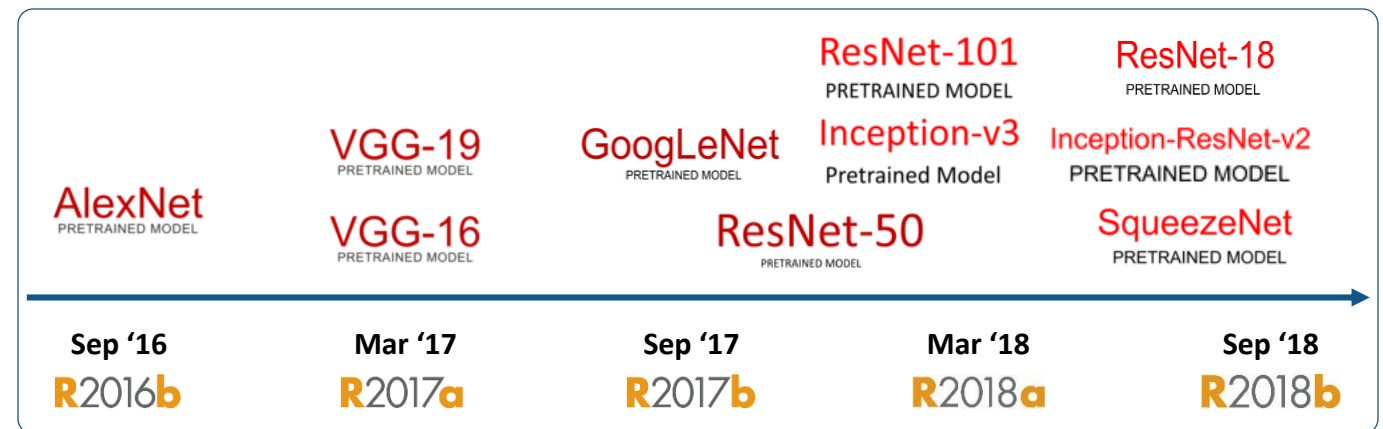 AlexNet
PRETRAINED MODEL
VGG-19
PRETRAINED MODEL
VGG-16
PRETRAINED MODEL
GoogLeNet
PRETRAINED MODEL
ResNet-50
PRETRAINED MODEL
ResNet-101
PRETRAINED MODEL
Inception-v3
Pretrained Model
ResNet-18
PRETRAINED MODEL
Inception-ResNet-v2
PRETRAINED MODEL
SqueezeNet
PRETRAINED MODEL
Sep ‘16
R2016b
Mar ‘17
R2017a
Sep ‘17
R2017b
Mar ‘18
R2018a
Sep ‘18
R2018b